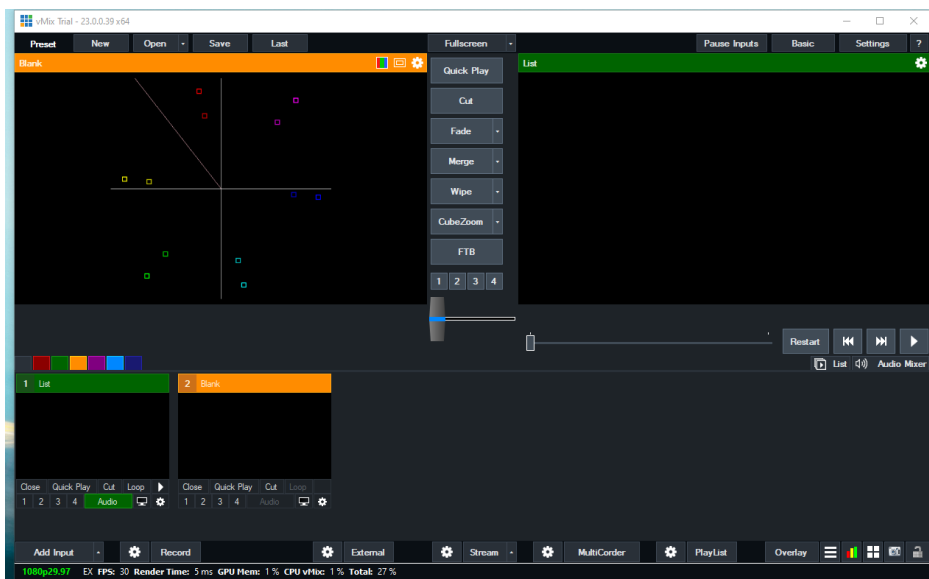 vMix Trial - 23.0.0.39 x64
Preset New Open Save Last Fullscreen Pause Inputs Basic Settings ?
Blank
Quick Play
List
Cut
Fade
Merge
Wipe
CubeZoom
FTB
1 2 3 4
Restart
List Audio Mixer
1 List
2 Blank
Close Quick Play Cut Loop
Close Quick Play Cut Loop
1 2 3 4 Audio
1 2 3 4 Audio
Add Input Record External Stream MultiCorder PlayList Overlay
1080p29.97 EX FPS: 30 Render Time: 5 ms GPU Mem: 1 % CPU vMix: 1 % Total: 27 %